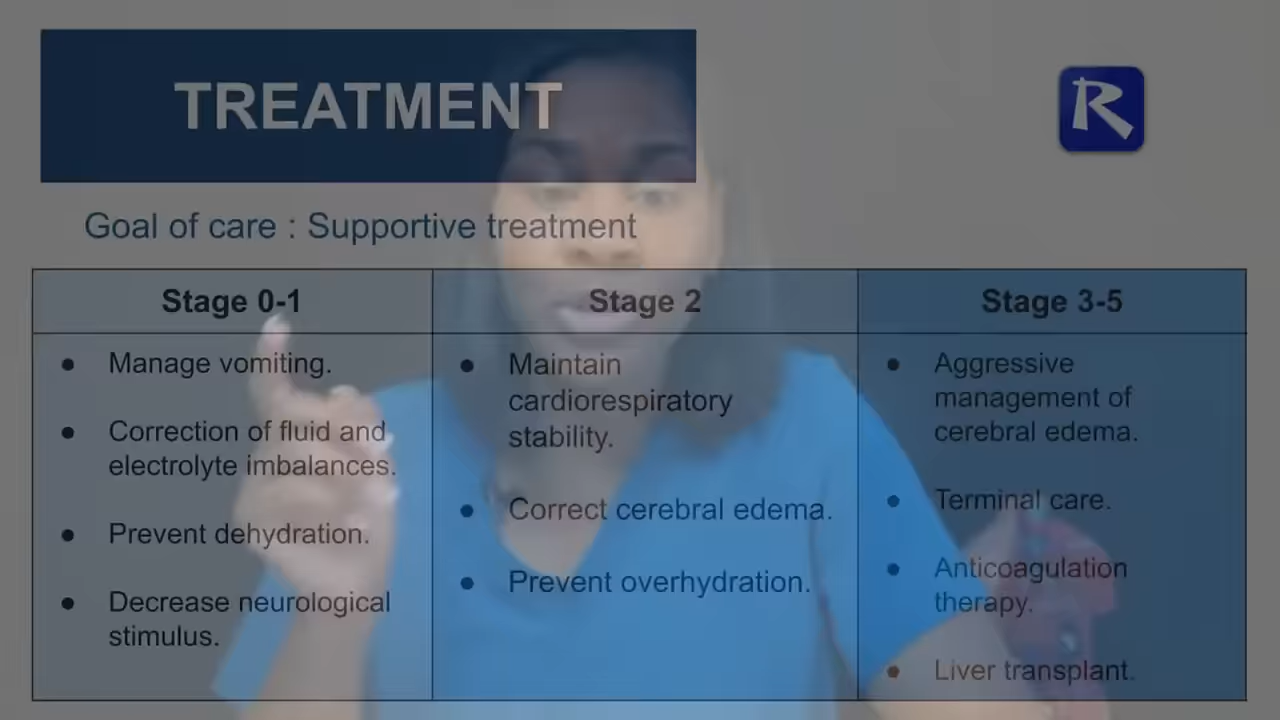 TREATMENT
R
Goal of care : Supportive treatment
Stage 0-1
● Manage vomiting.
● Correction of fluid and
electrolyte imbalances.
● Prevent dehydration.
● Decrease neurological
stimulus.
Stage 2
● Maintain
cardiorespiratory
stability.
● Correct cerebral edema.
● Prevent overhydration.
Stage 3-5
● Aggressive
management of
cerebral edema.
● Terminal care.
● Anticoagulation
therapy.
● Liver transplant.